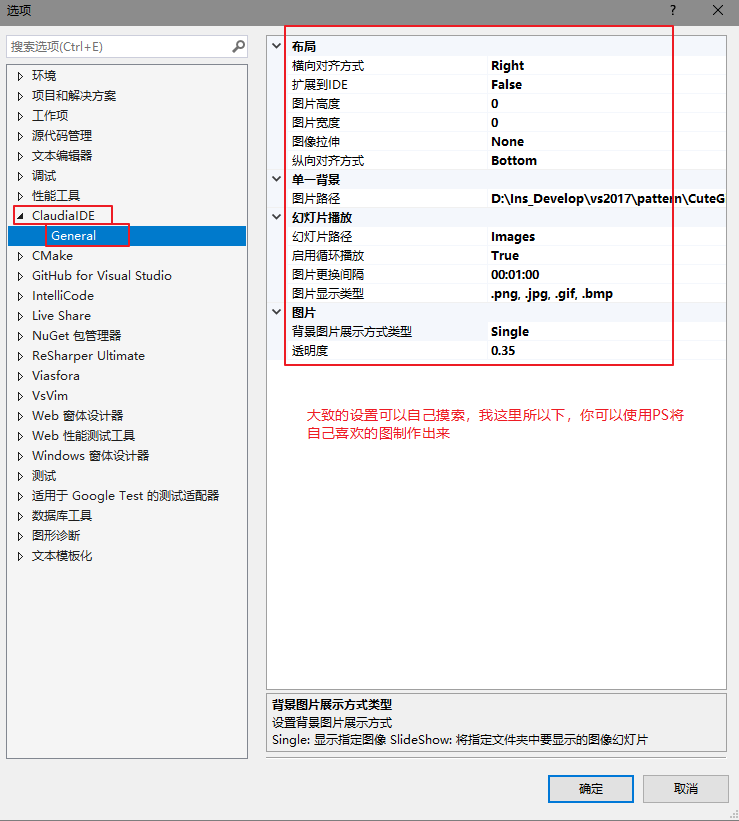 选项
?
搜索选项(Ctrl+E)
环境
项目和解决方案
工作项
源代码管理
文本编辑器
调试
性能工具
ClaudiaIDE
General
CMake
GitHub for Visual Studio
IntelliCode
Live Share
NuGet 包管理器
ReSharper Ultimate
Viasfora
VsVim
Web 窗体设计器
Web 性能测试工具
Windows 窗体设计器
测试
适用于 Google Test 的测试适配器
数据库工具
图形诊断
文本模板化
布局
横向对齐方式 Right
扩展到IDE False
图片高度 0
图片宽度 0
图像拉伸 None
纵向对齐方式 Bottom
单一背景
图片路径 D:\Ins_Develop\vs2017\pattern\CuteG
幻灯片播放
幻灯片路径 Images
启用循环播放 True
图片更换间隔 00:01:00
图片显示类型 .png, .jpg, .gif, .bmp
图片
背景图片展示方式类型 Single
透明度 0.35
大致的设置可以自己摸索，我这里所以下，你可以使用PS将
自己喜欢的图制作出来
背景图片展示方式类型
设置背景图片展示方式
Single: 显示指定图像 SlideShow: 将指定文件夹中要显示的图像幻灯片
确定
取消